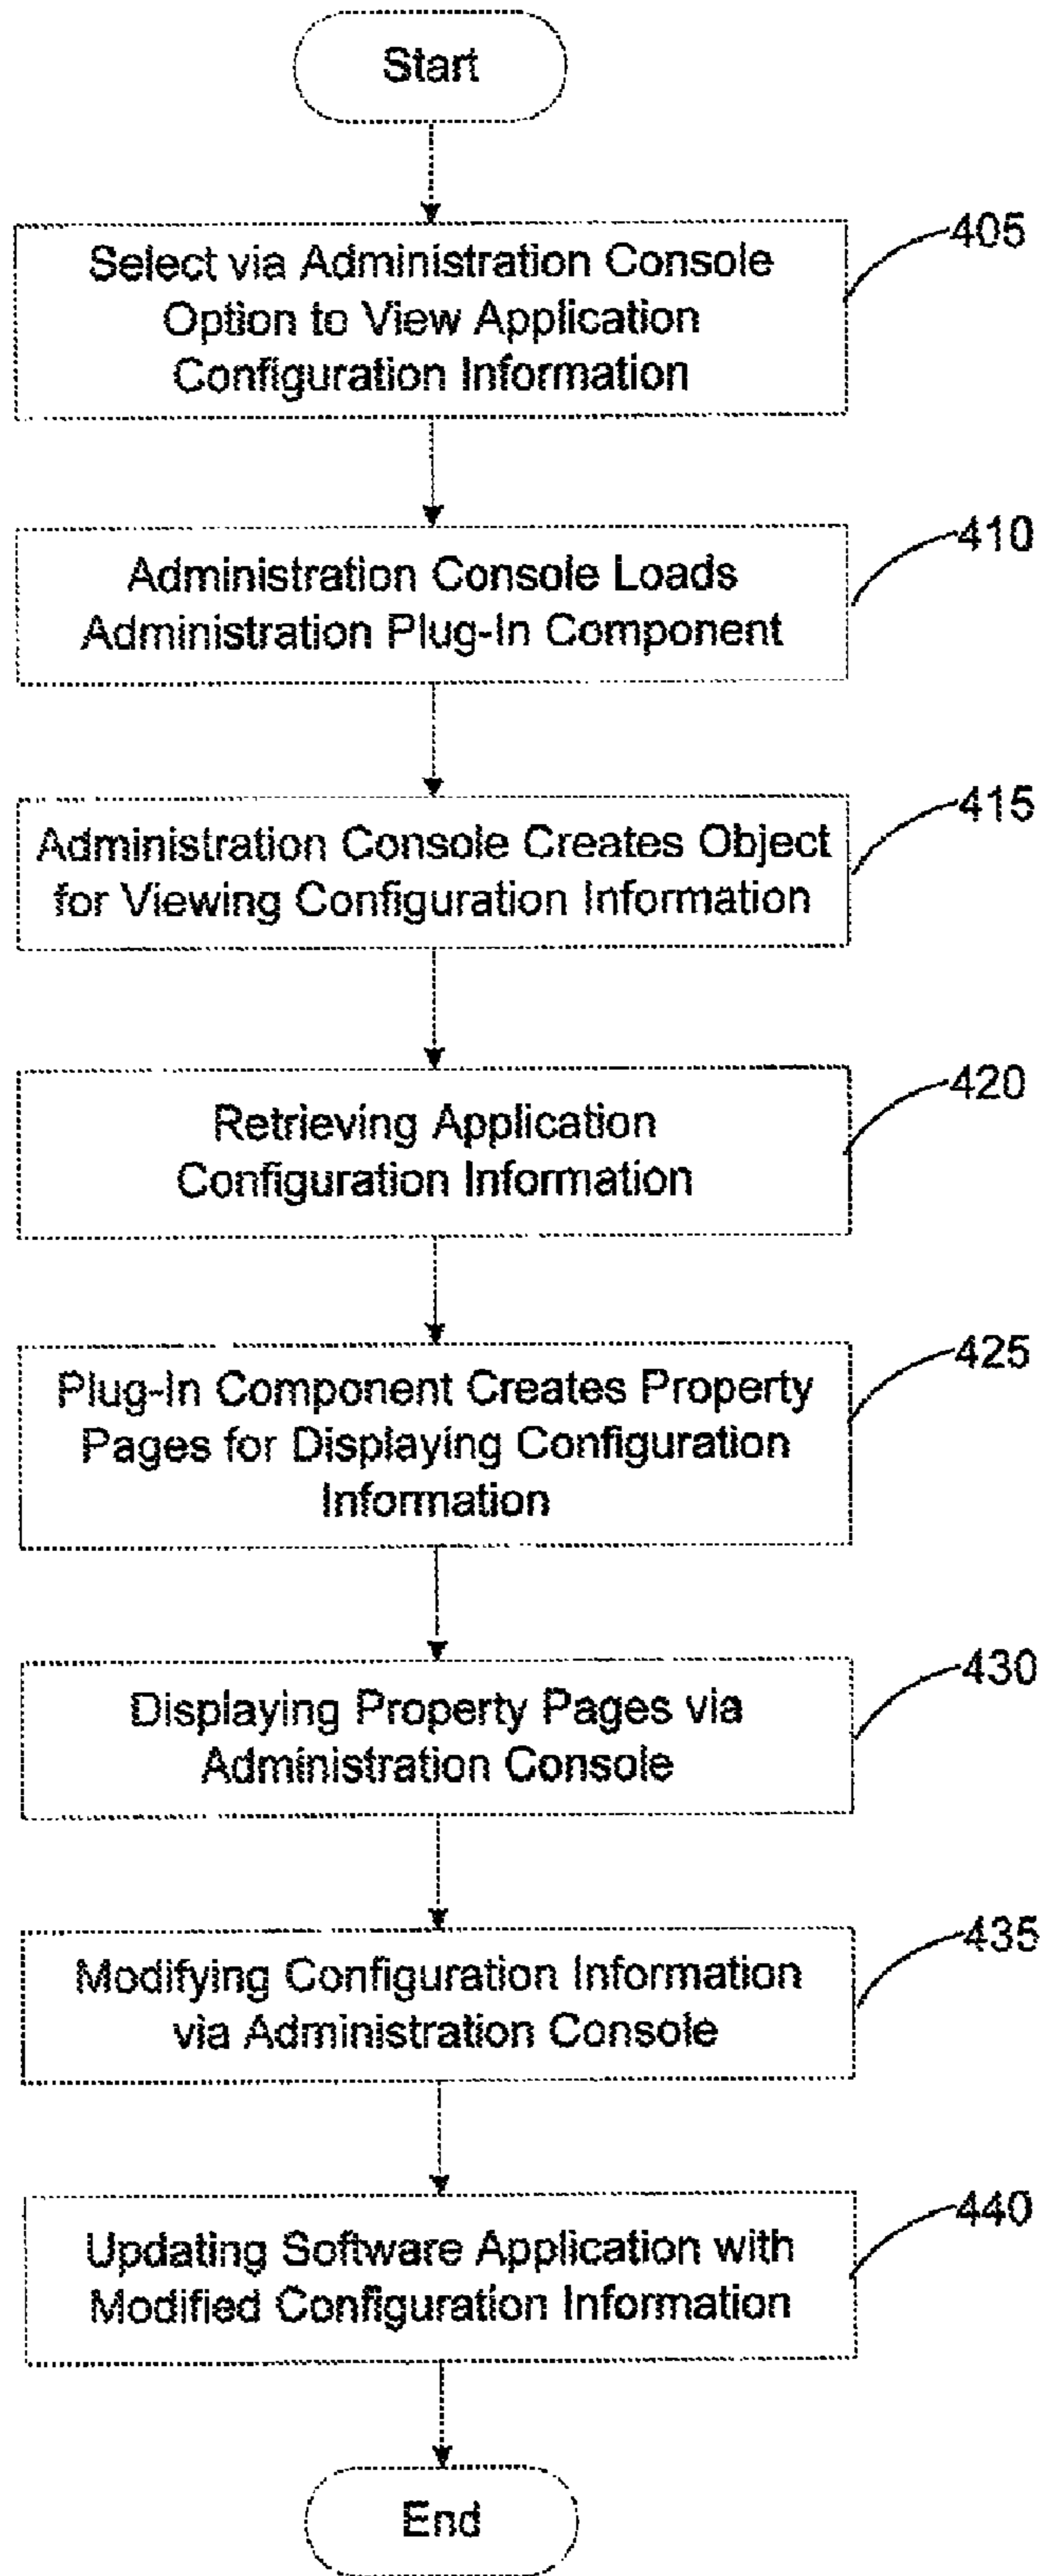 Start
405
Select via Administration Console
Option to View Application
Configuration Information
410
Administration Console Loads
Administration Plug-In Component
415
Administration Console Creates Object
for Viewing Configuration Information
420
Retrieving Application
Configuration Information
425
Plug-In Component Creates Property
Pages for Displaying Configuration
Information
430
Displaying Property Pages via
Administration Console
435
Modifying Configuration Information
via Administration Console
440
Updating Software Application with
Modified Configuration Information
End